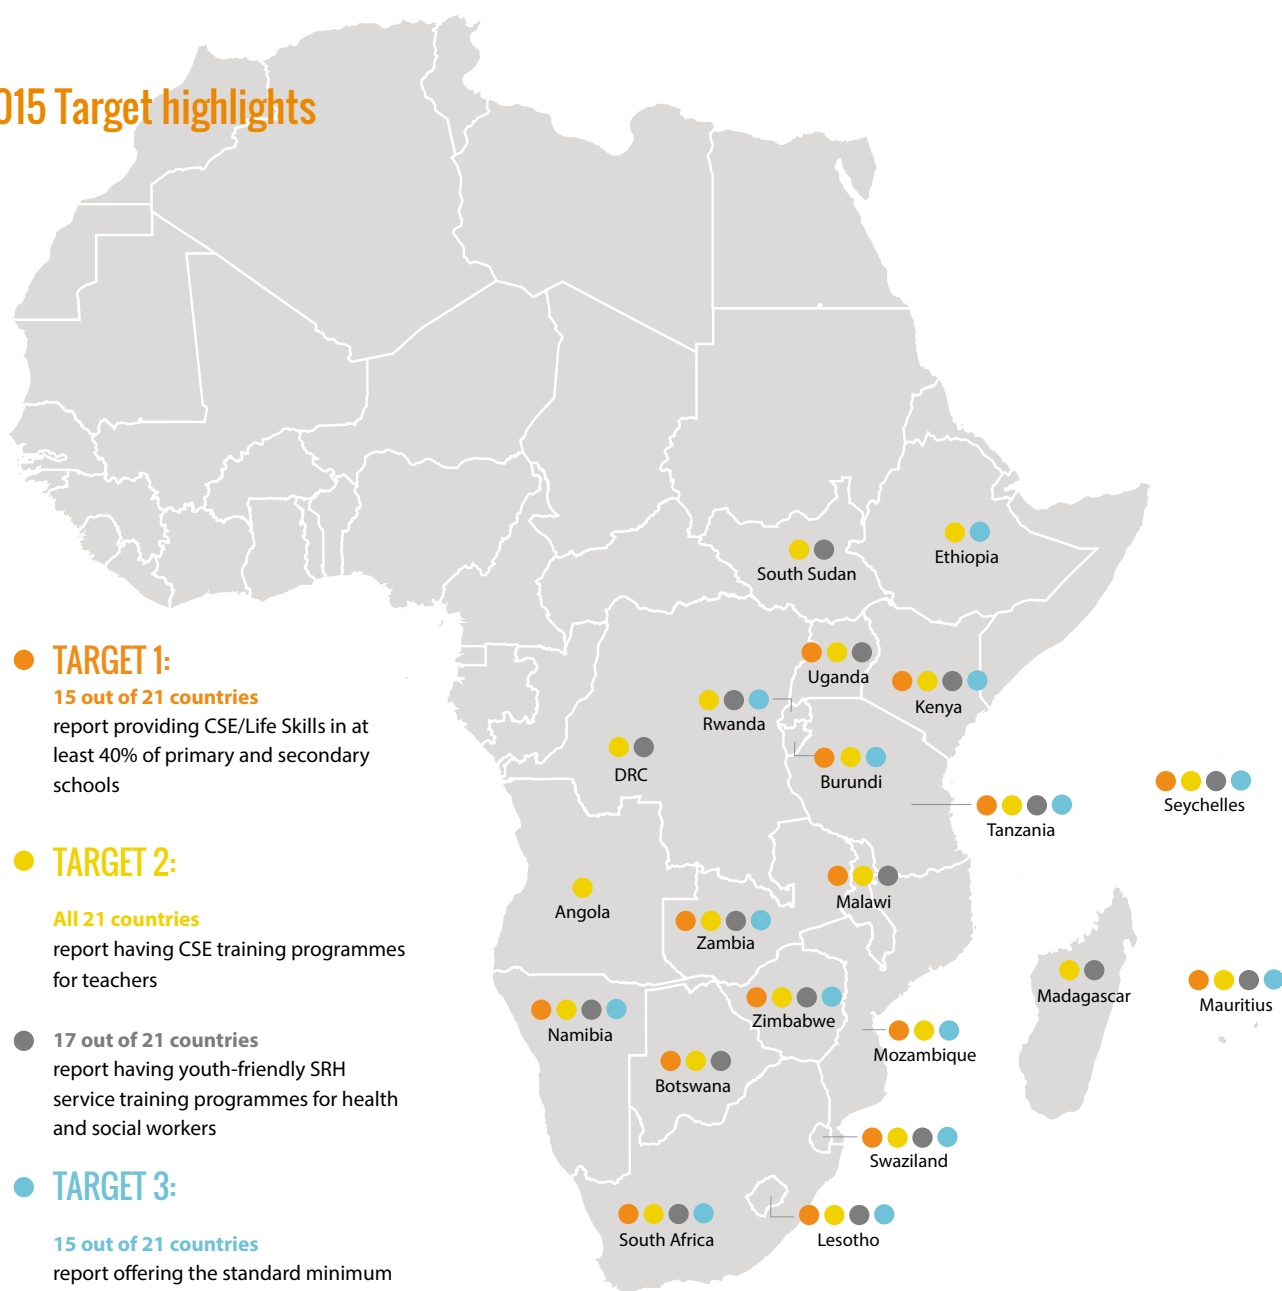 015 Target highlights
TARGET 1:
15 out of 21 countries
report providing CSE/Life Skills in at
least 40% of primary and secondary
schools
TARGET 2:
All 21 countries
report having CSE training programmes
for teachers
17 out of 21 countries
report having youth-friendly SRH
service training programmes for health
and social workers
TARGET 3:
15 out of 21 countries
report offering the standard minimum
Ethiopia
South Sudan
Uganda
Kenya
Rwanda
DRC
Burundi
Seychelles
Tanzania
Malawi
Angola
Zambia
Madagascar
Mauritius
Zimbabwe
Namibia
Mozambique
Botswana
Swaziland
South Africa
Lesotho